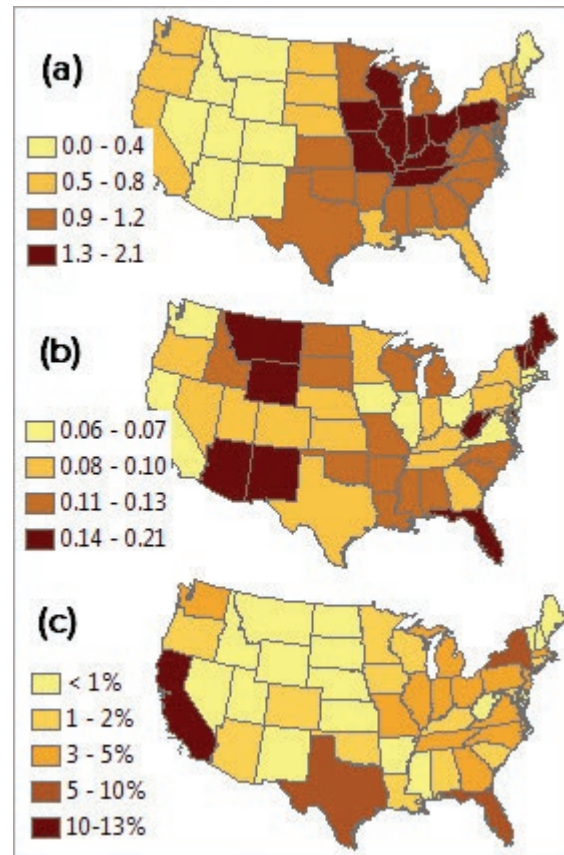 (a)
0.0 - 0.4
0.5 - 0.8
0.9 - 1.2
1.3 - 2.1
(b)
0.06 - 0.07
0.08 - 0.10
0.11 - 0.13
0.14 - 0.21
(c)
< 1%
1 - 2%
3 - 5%
5 - 10%
10-13%